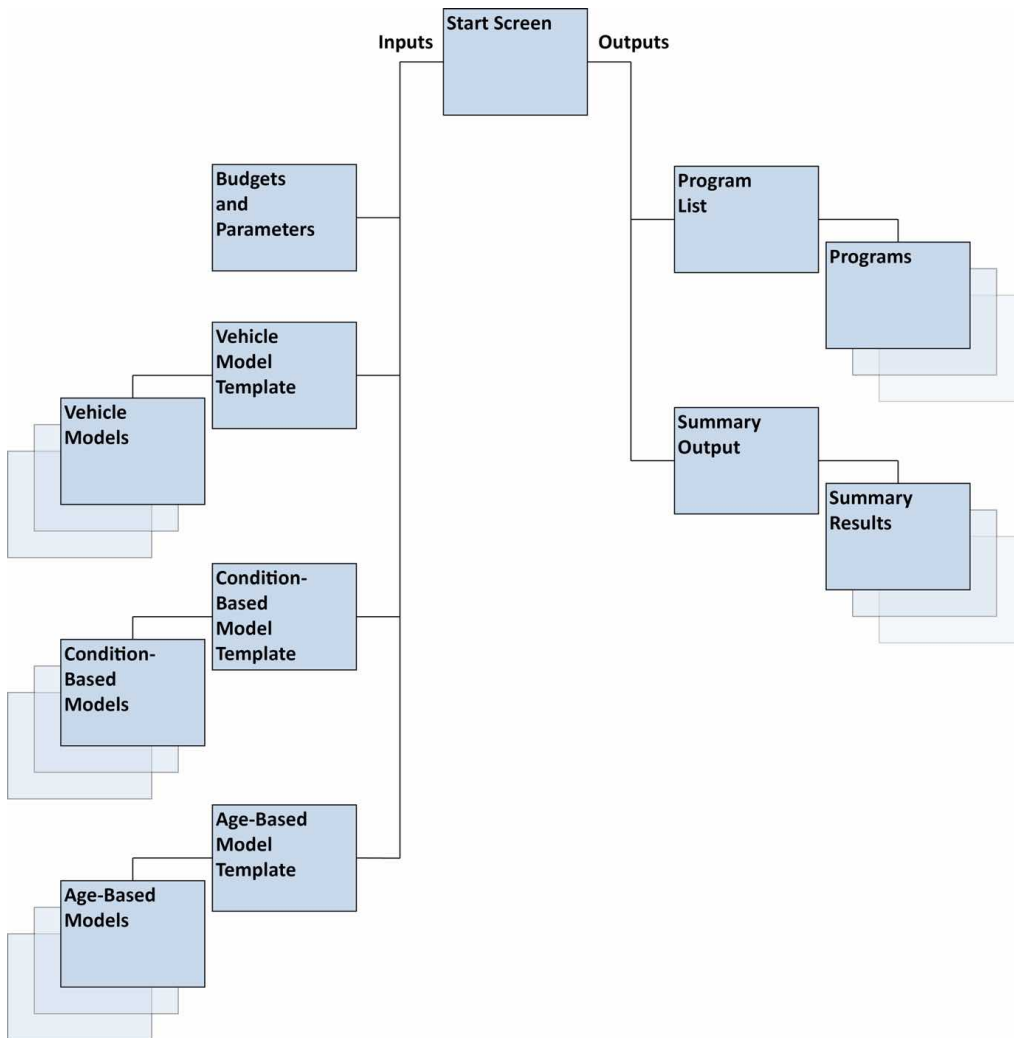 Start Screen
Inputs
Outputs
Budgets
and
Parameters
Program
List
Programs
Vehicle
Model
Template
Vehicle
Models
Summary
Output
Summary
Results
Condition-
Based
Model
Template
Condition-
Based
Models
Age-Based
Model
Template
Age-Based
Models